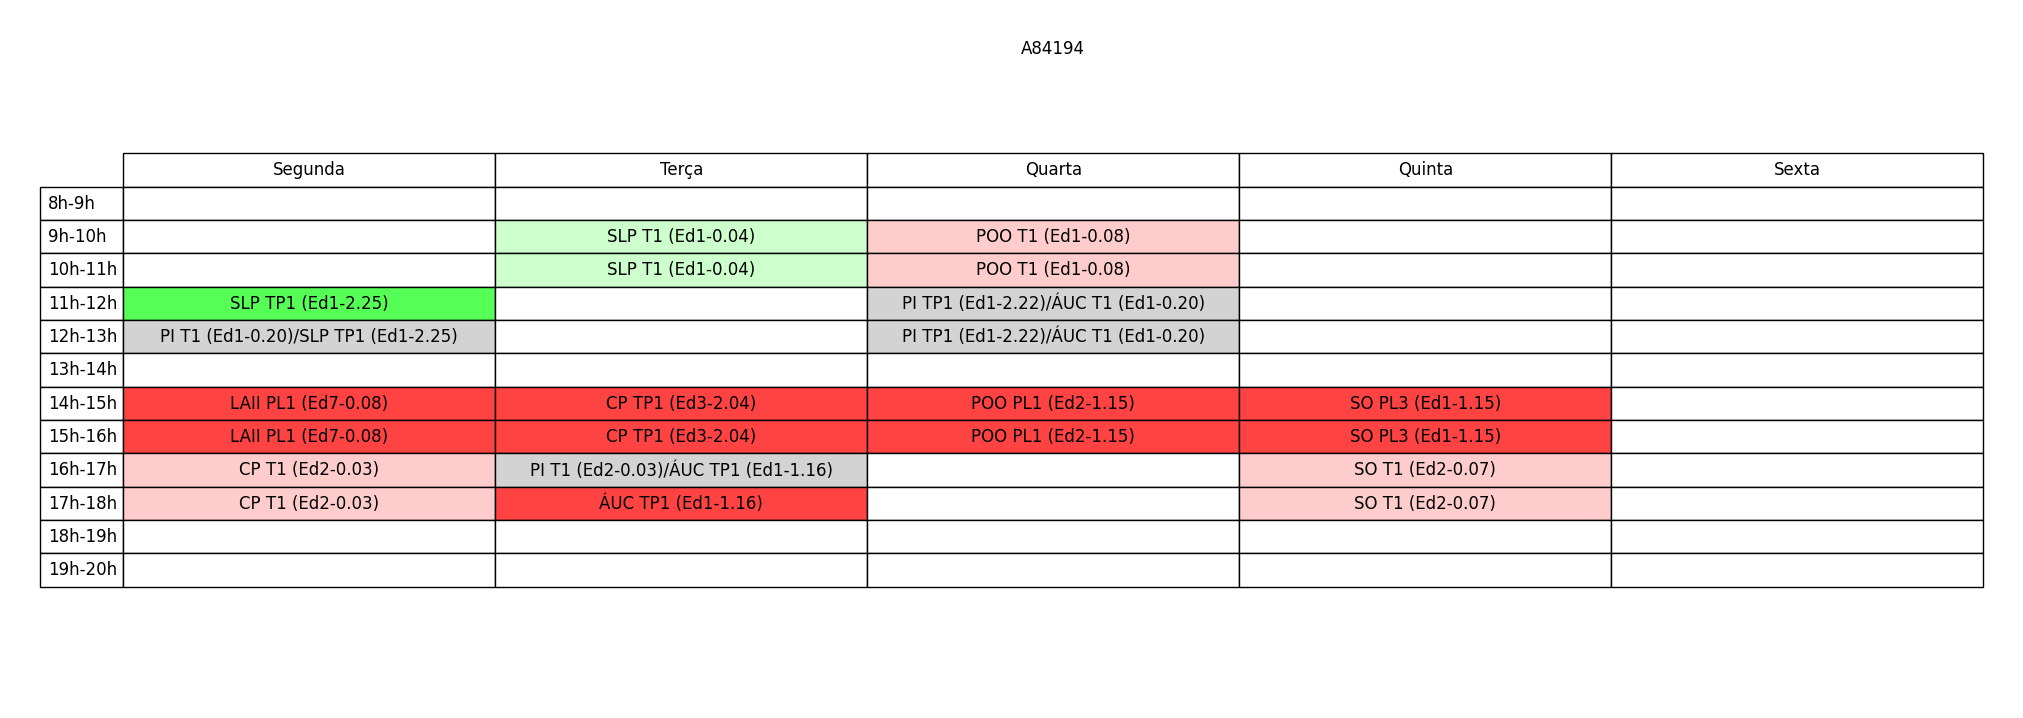 A84194
Segunda Terça Quarta Quinta Sexta
8h-9h
9h-10h SLP T1 (Ed1-0.04) POO T1 (Ed1-0.08)
10h-11h SLP T1 (Ed1-0.04) POO T1 (Ed1-0.08)
11h-12h SLP TP1 (Ed1-2.25) PI TP1 (Ed1-2.22)/ÁUC T1 (Ed1-0.20)
12h-13h PI T1 (Ed1-0.20)/SLP TP1 (Ed1-2.25) PI TP1 (Ed1-2.22)/ÁUC T1 (Ed1-0.20)
13h-14h
14h-15h LAII PL1 (Ed7-0.08) CP TP1 (Ed3-2.04) POO PL1 (Ed2-1.15) SO PL3 (Ed1-1.15)
15h-16h LAII PL1 (Ed7-0.08) CP TP1 (Ed3-2.04) POO PL1 (Ed2-1.15) SO PL3 (Ed1-1.15)
16h-17h CP T1 (Ed2-0.03) PI T1 (Ed2-0.03)/ÁUC TP1 (Ed1-1.16) SO T1 (Ed2-0.07)
17h-18h CP T1 (Ed2-0.03) ÁUC TP1 (Ed1-1.16) SO T1 (Ed2-0.07)
18h-19h
19h-20h